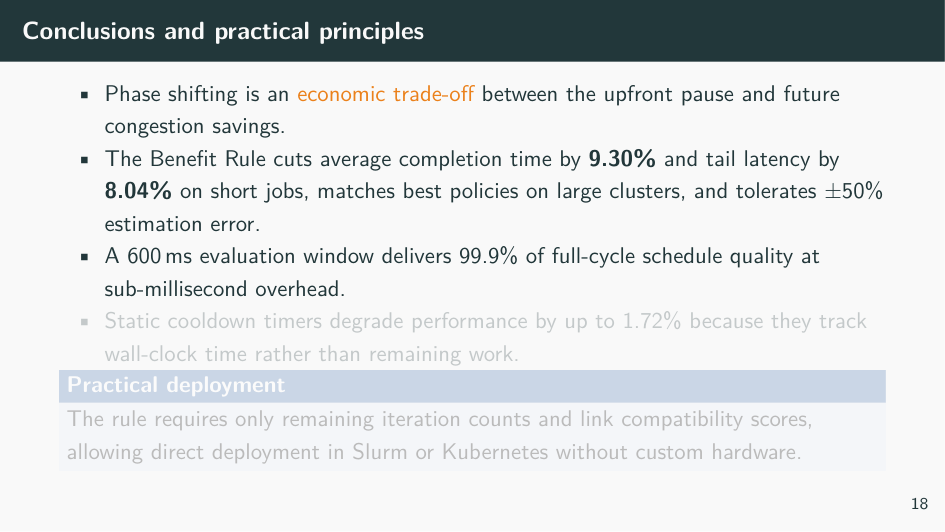 Conclusions and practical principles
▪ Phase shifting is an economic trade-off between the upfront pause and future
congestion savings.
▪ The Benefit Rule cuts average completion time by 9.30% and tail latency by
8.04% on short jobs, matches best policies on large clusters, and tolerates ±50%
estimation error.
▪ A 600 ms evaluation window delivers 99.9% of full-cycle schedule quality at
sub-millisecond overhead.
▪ Static cooldown timers degrade performance by up to 1.72% because they track
wall-clock time rather than remaining work.
Practical deployment
The rule requires only remaining iteration counts and link compatibility scores,
allowing direct deployment in Slurm or Kubernetes without custom hardware.
18